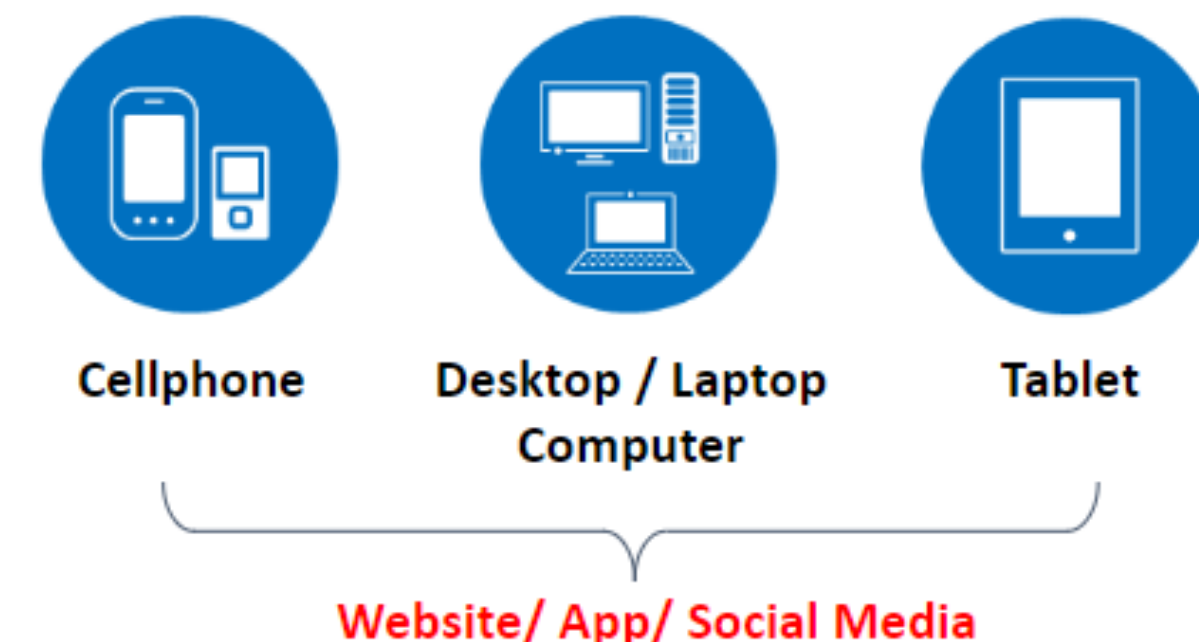 Cellphone
Desktop / Laptop
Computer
Tablet
Website/ App/ Social Media